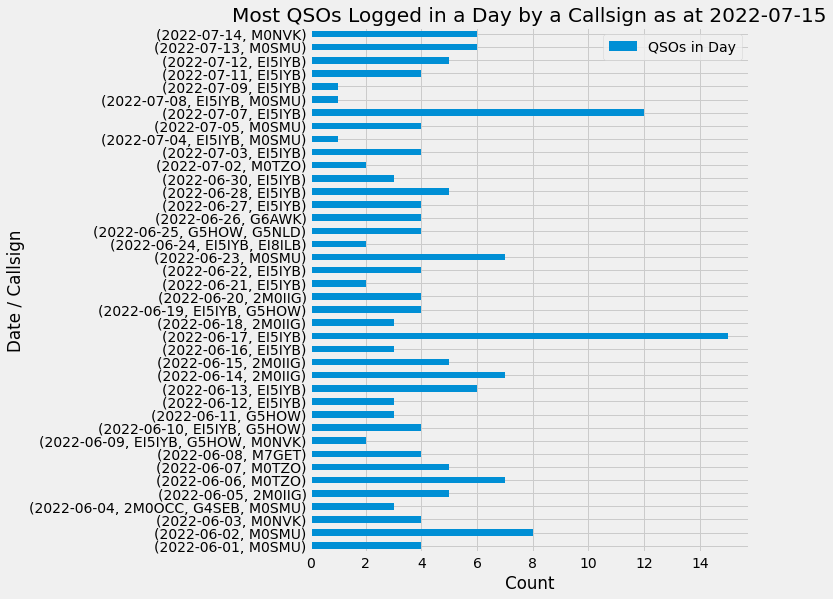 Most QSOs Logged in a Day by a Callsign as at 2022-07-15
QSOs in Day
Date / Callsign
(2022-07-14, M0NVK)
(2022-07-13, M0SMU)
(2022-07-12, EI5IYB)
(2022-07-11, EI5IYB)
(2022-07-09, EI5IYB)
(2022-07-08, EI5IYB, M0SMU)
(2022-07-07, EI5IYB)
(2022-07-05, M0SMU)
(2022-07-04, EI5IYB, M0SMU)
(2022-07-03, EI5IYB)
(2022-07-02, M0TZO)
(2022-06-30, EI5IYB)
(2022-06-28, EI5IYB)
(2022-06-27, EI5IYB)
(2022-06-26, G6AWK)
(2022-06-25, G5HOW, G5NLD)
(2022-06-24, EI5IYB, EI8ILB)
(2022-06-23, M0SMU)
(2022-06-22, EI5IYB)
(2022-06-21, EI5IYB)
(2022-06-20, 2M0IIG)
(2022-06-19, EI5IYB, G5HOW)
(2022-06-18, 2M0IIG)
(2022-06-17, EI5IYB)
(2022-06-16, EI5IYB)
(2022-06-15, 2M0IIG)
(2022-06-14, 2M0IIG)
(2022-06-13, EI5IYB)
(2022-06-12, EI5IYB)
(2022-06-11, G5HOW)
(2022-06-10, EI5IYB, G5HOW)
(2022-06-09, EI5IYB, G5HOW, M0NVK)
(2022-06-08, M7GET)
(2022-06-07, M0TZO)
(2022-06-06, M0TZO)
(2022-06-05, 2M0IIG)
(2022-06-04, 2M0OCC, G4SEB, M0SMU)
(2022-06-03, M0NVK)
(2022-06-02, M0SMU)
(2022-06-01, M0SMU)
0 2 4 6 8 10 12 14
Count